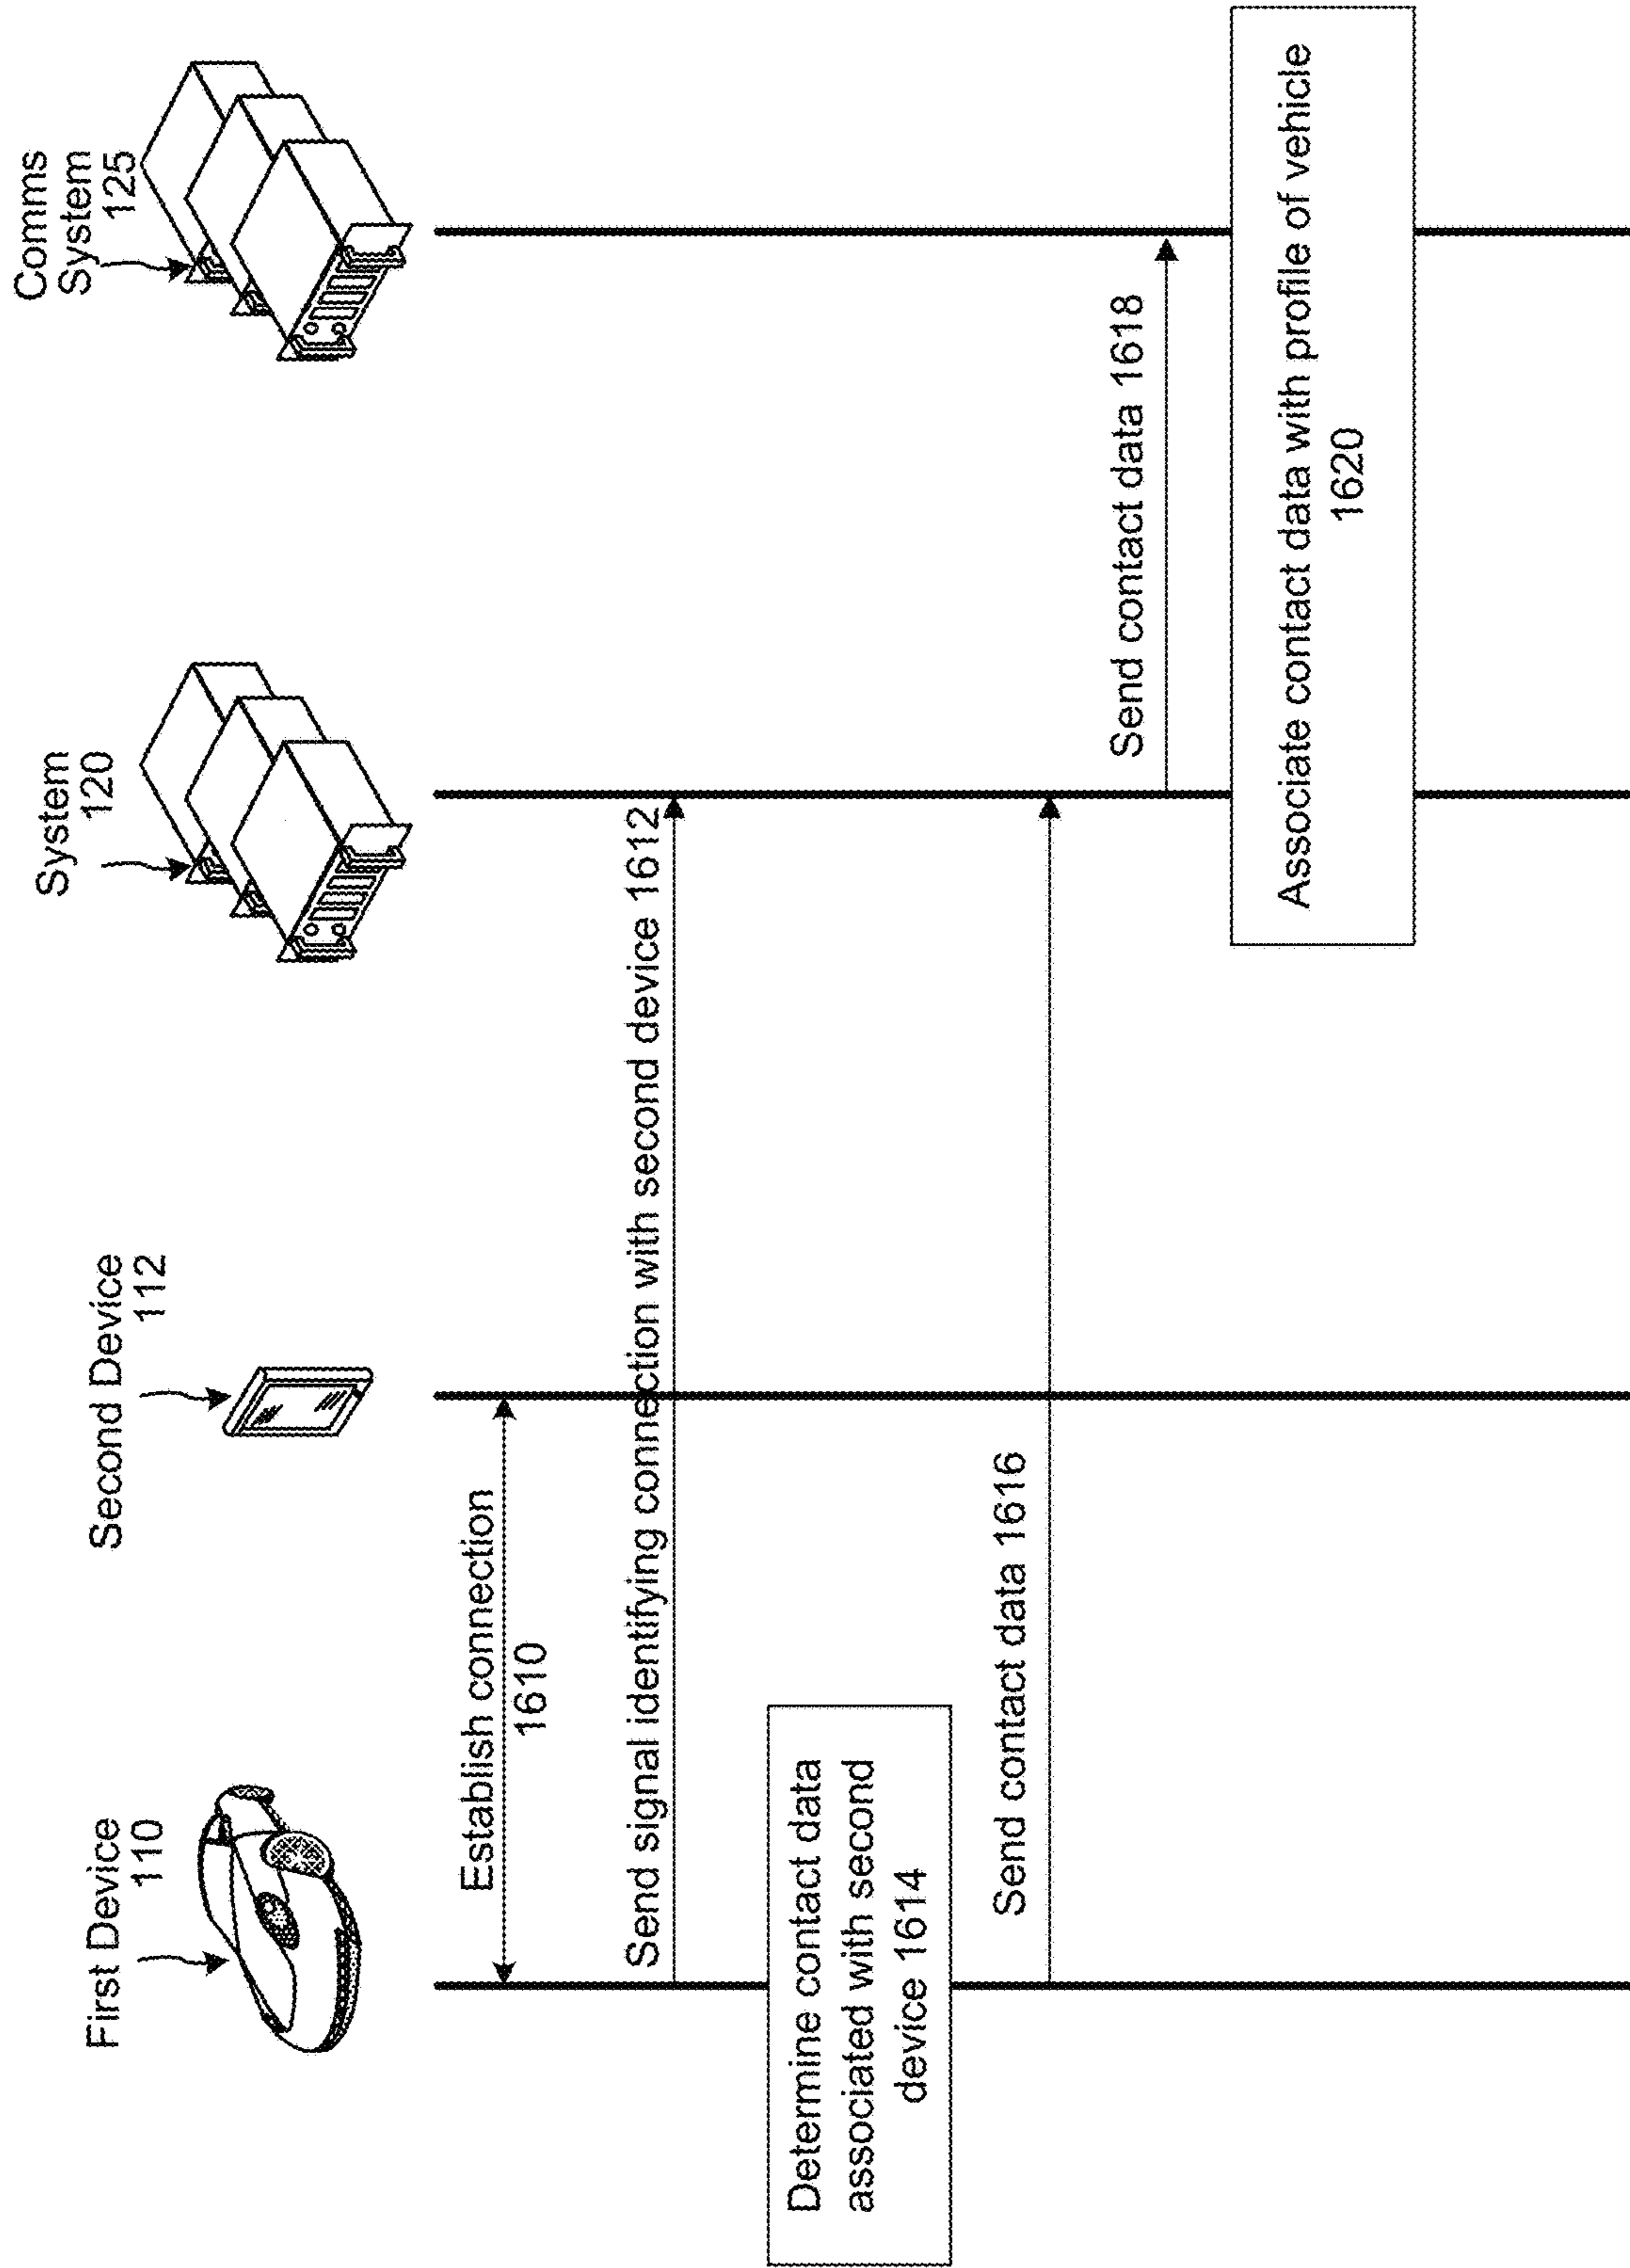 First Device
110
Second Device
112
System
120
Comms
System
125
Establish connection
1610
Send signal identifying connection with second device 1612
Determine contact data
associated with second
device 1614
Send contact data 1616
Send contact data 1618
Associate contact data with profile of vehicle
1620